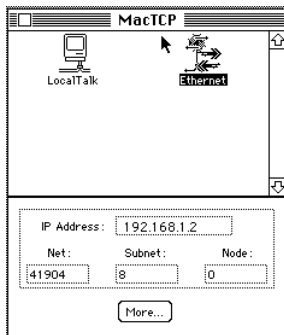 MacTCP
LocalTalk
Ethernet
IP Address: 192.168.1.2
Net: Subnet: Node:
41904 8 0
More...